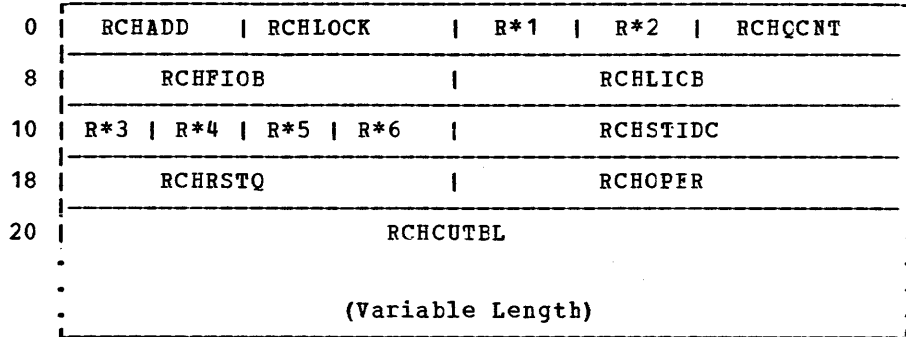 0 | RCHADD | RCHLOCK | R*1 | R*2 | RCHQCNT
8 | RCHFIOB | RCHLICB
10 | R*3 | R*4 | R*5 | R*6 | RCHSTIDC
18 | RCHRSTQ | RCHOPER
20 | RCHCUTBL
(Variable Length)